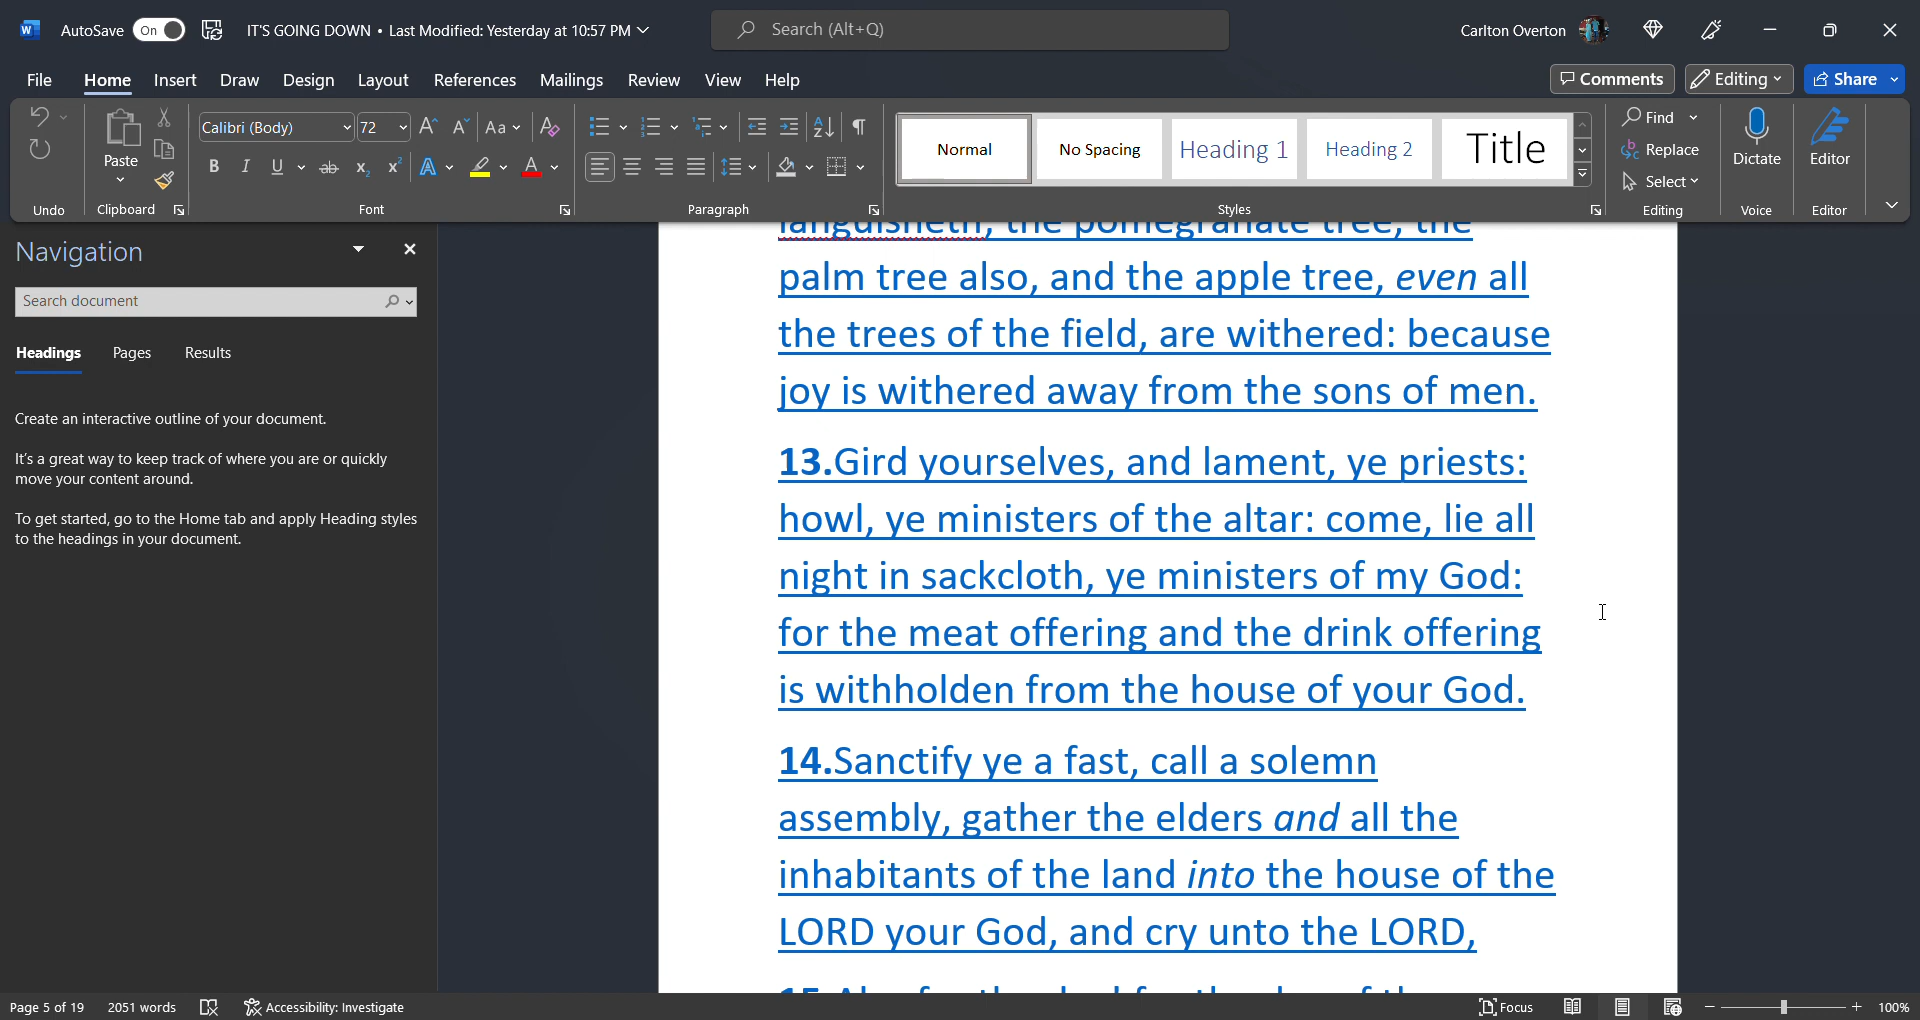 AutoSave On IT'S GOING DOWN • Last Modified: Yesterday at 10:57 PM Search (Alt+Q) Carlton Overton
File Home Insert Draw Design Layout References Mailings Review View Help Comments Editing Share
Calibri (Body) 72 Aa Find
Paste Normal No Spacing Heading 1 Heading 2 Title Replace Dictate Editor
B I U ab x₂ x² A A Select
Undo Clipboard Font Paragraph Styles Editing Voice Editor
Navigation
Search document
Headings Pages Results
Create an interactive outline of your document.
It's a great way to keep track of where you are or quickly
move your content around.
To get started, go to the Home tab and apply Heading styles
to the headings in your document.
languisheth, the pomegranate tree, the
palm tree also, and the apple tree, even all
the trees of the field, are withered: because
joy is withered away from the sons of men.
13.Gird yourselves, and lament, ye priests:
howl, ye ministers of the altar: come, lie all
night in sackcloth, ye ministers of my God:
for the meat offering and the drink offering
is withholden from the house of your God.
14.Sanctify ye a fast, call a solemn
assembly, gather the elders and all the
inhabitants of the land into the house of the
LORD your God, and cry unto the LORD,
Page 5 of 19 2051 words Accessibility: Investigate Focus 100%